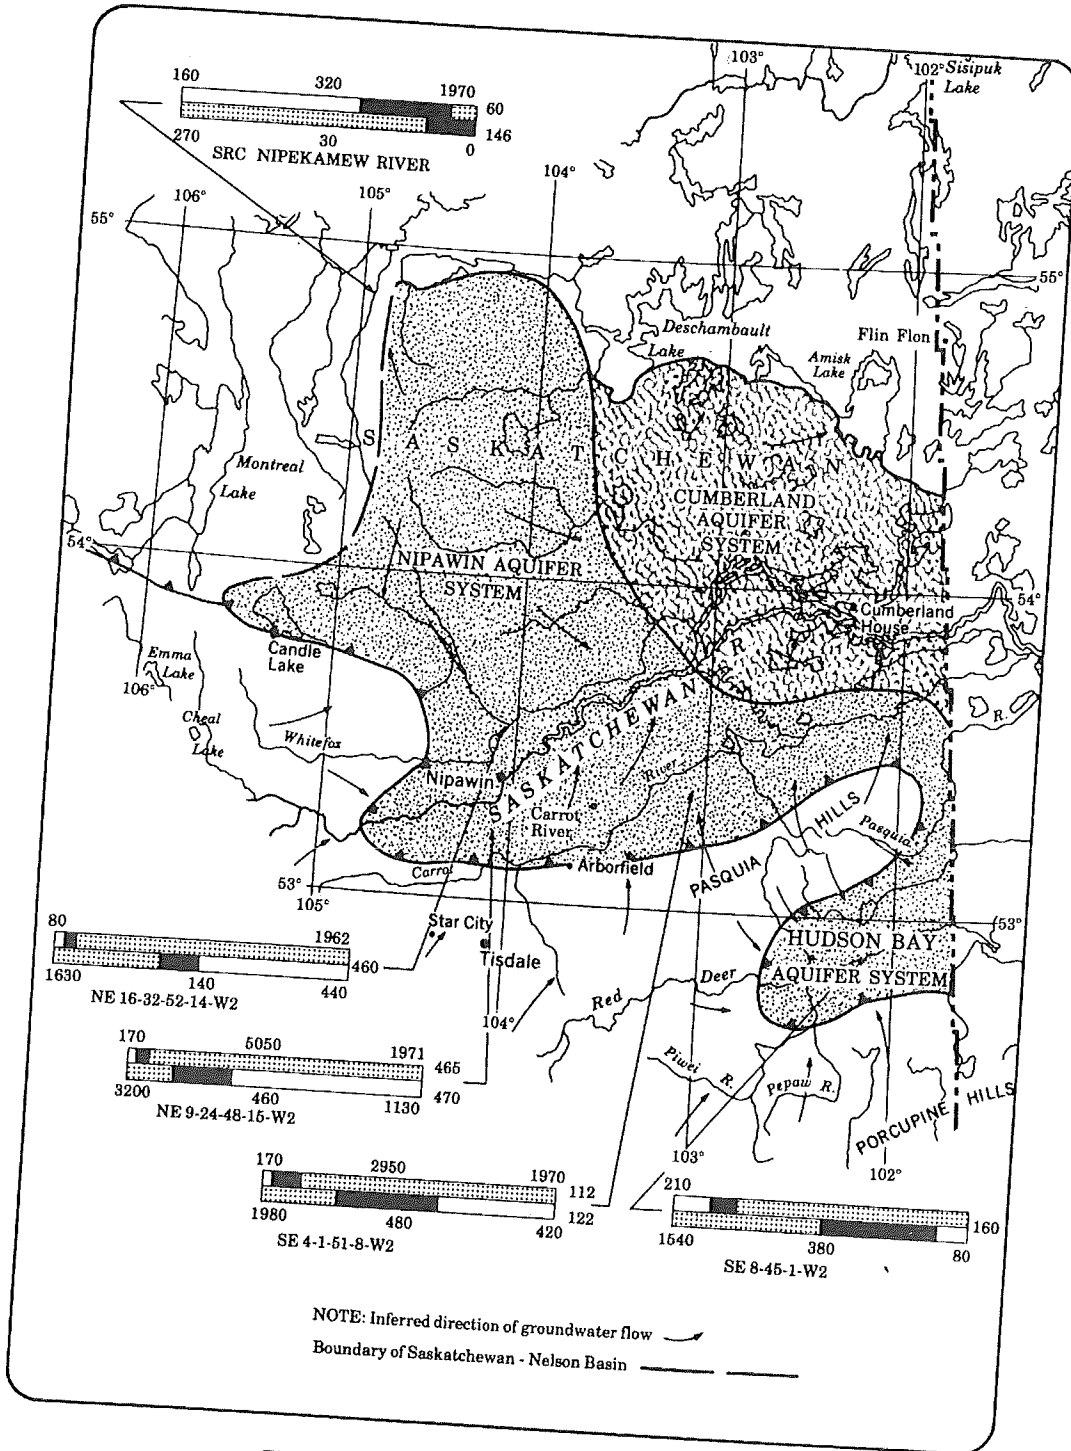 103°
102° Sisipuk
Lake
160 320 1970
60
146
270 30 0
SRC NIPEKAMEW RIVER
104°
105°
106°
55°
55°
Deschambault
Lake
Flin Flon
Amisk
Lake
SASKATCHEWAN
Montreal
Lake
CUMBERLAND
AQUIFER
SYSTEM
54°
NIPAWIN AQUIFER
SYSTEM
54°
Cumberland
House
Candle
Lake
Emma
Lake
106°
R.
R.
Cheal
Lake
Whitefox
SASKATCHEWAN
Nipawin
River
Carrot
River
HILLS
Pasquia
Carrot
Arborfield
PASQUIA
53°
105°
53°
Star City
Tisdale
HUDSON BAY
AQUIFER SYSTEM
80 1962
460
1630 140 440
NE 16-32-52-14-W2
Deer
Red
104°
170 5050 1971
465
470
3200 460 1130
NE 9-24-48-15-W2
Piwei
R.
Pepaw R.
PORCUPINE HILLS
103°
102°
170 2950 1970
112
122
1980 480 420
SE 4-1-51-8-W2
210
160
1540 380 80
SE 8-45-1-W2
NOTE: Inferred direction of groundwater flow
Boundary of Saskatchewan - Nelson Basin